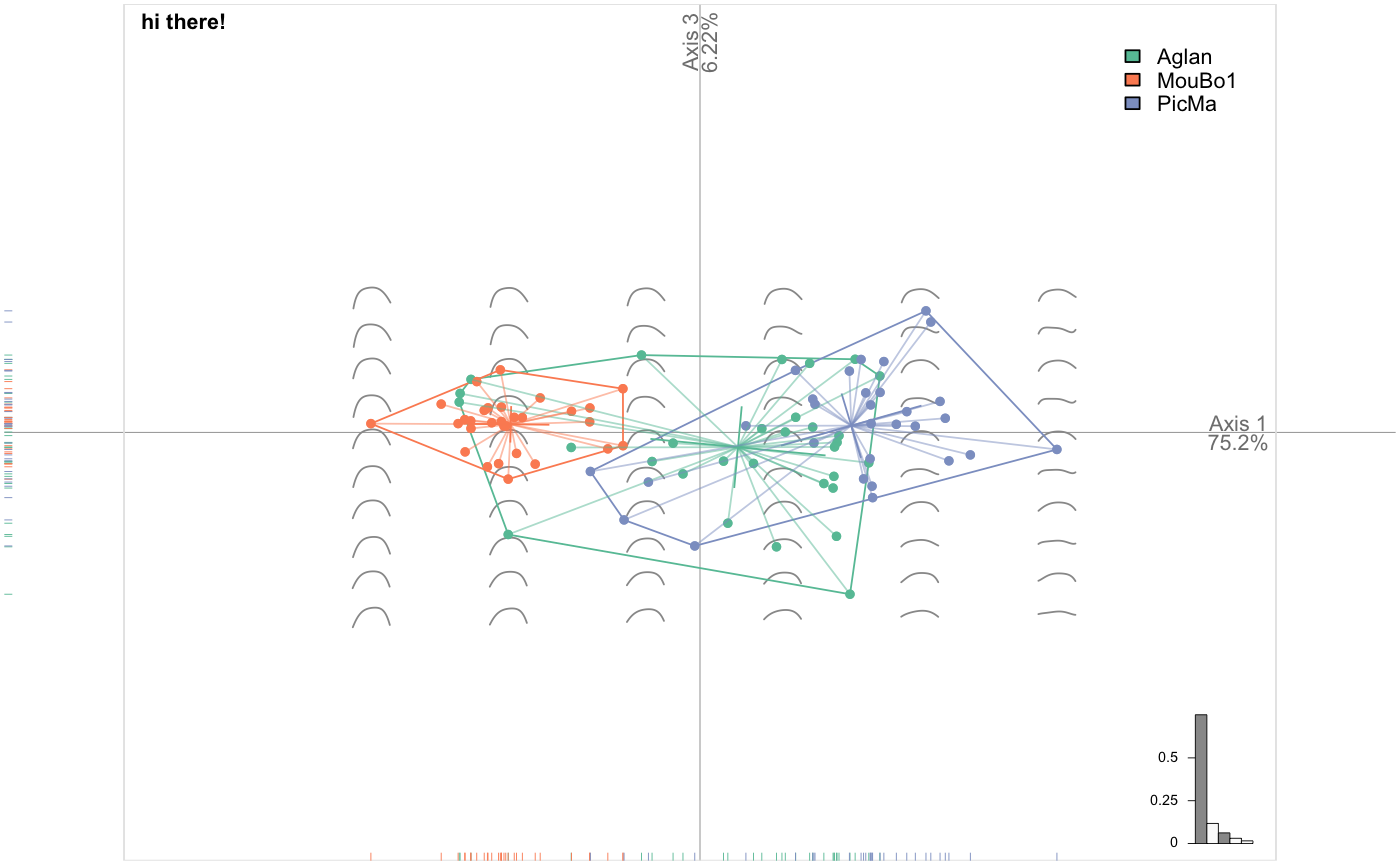 hi there!
Axis 3
6.22%
Aglan
MouBo1
PicMa
Axis 1
75.2%
0.5
0.25
0